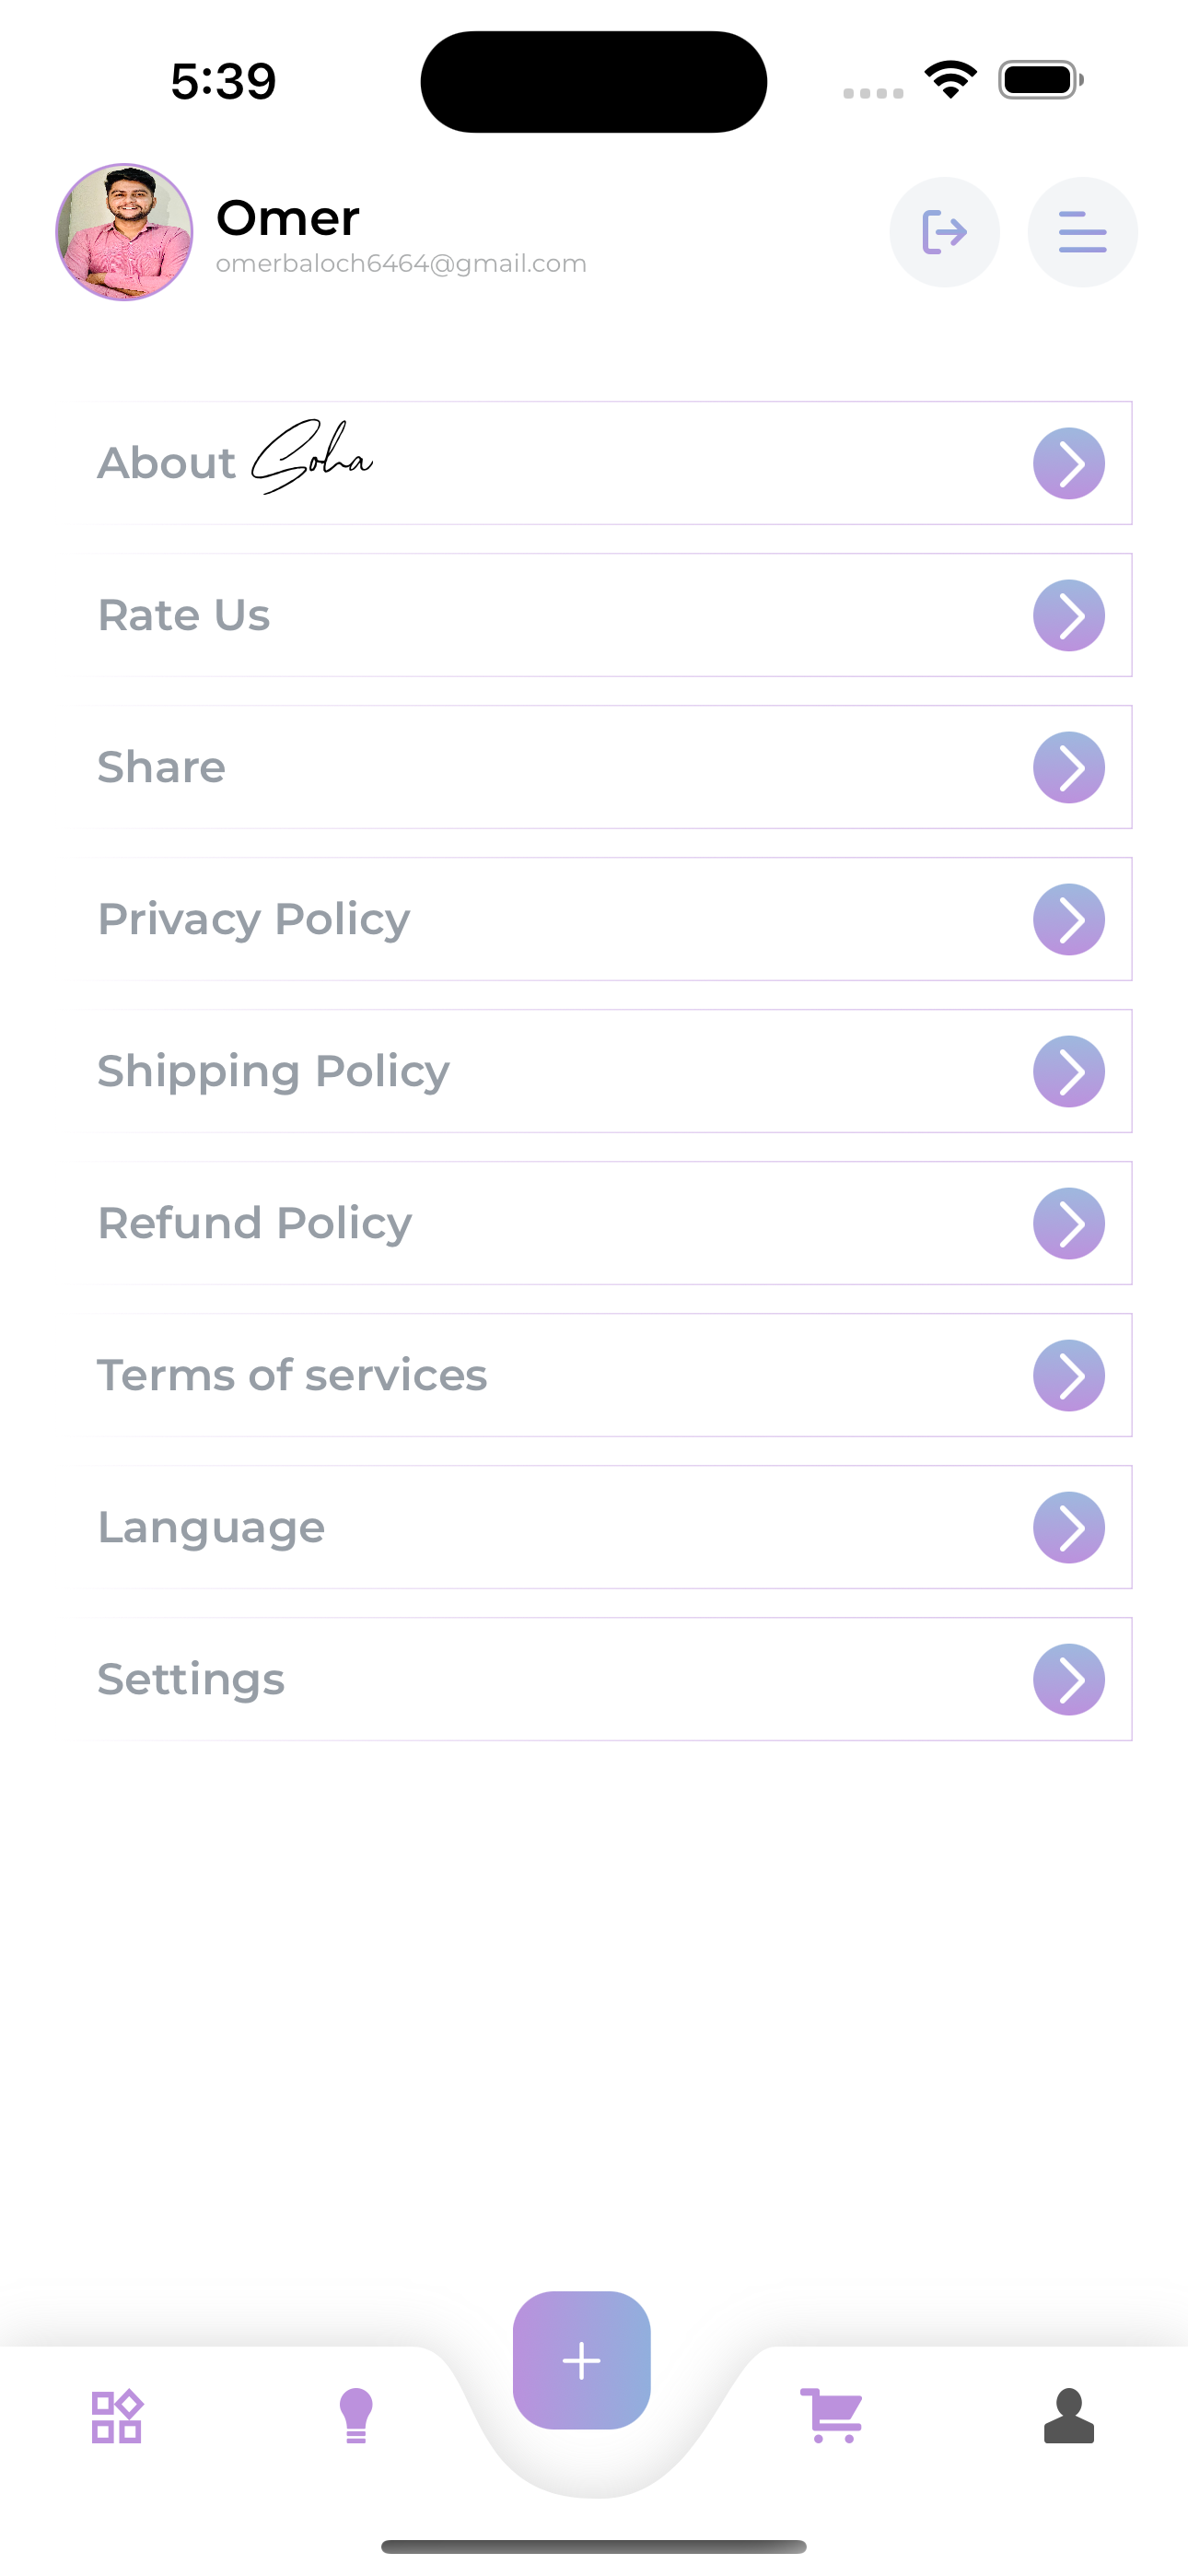 5:39
Omer
omerbaloch6464@gmail.com
About Soha
Rate Us
Share
Privacy Policy
Shipping Policy
Refund Policy
Terms of services
Language
Settings